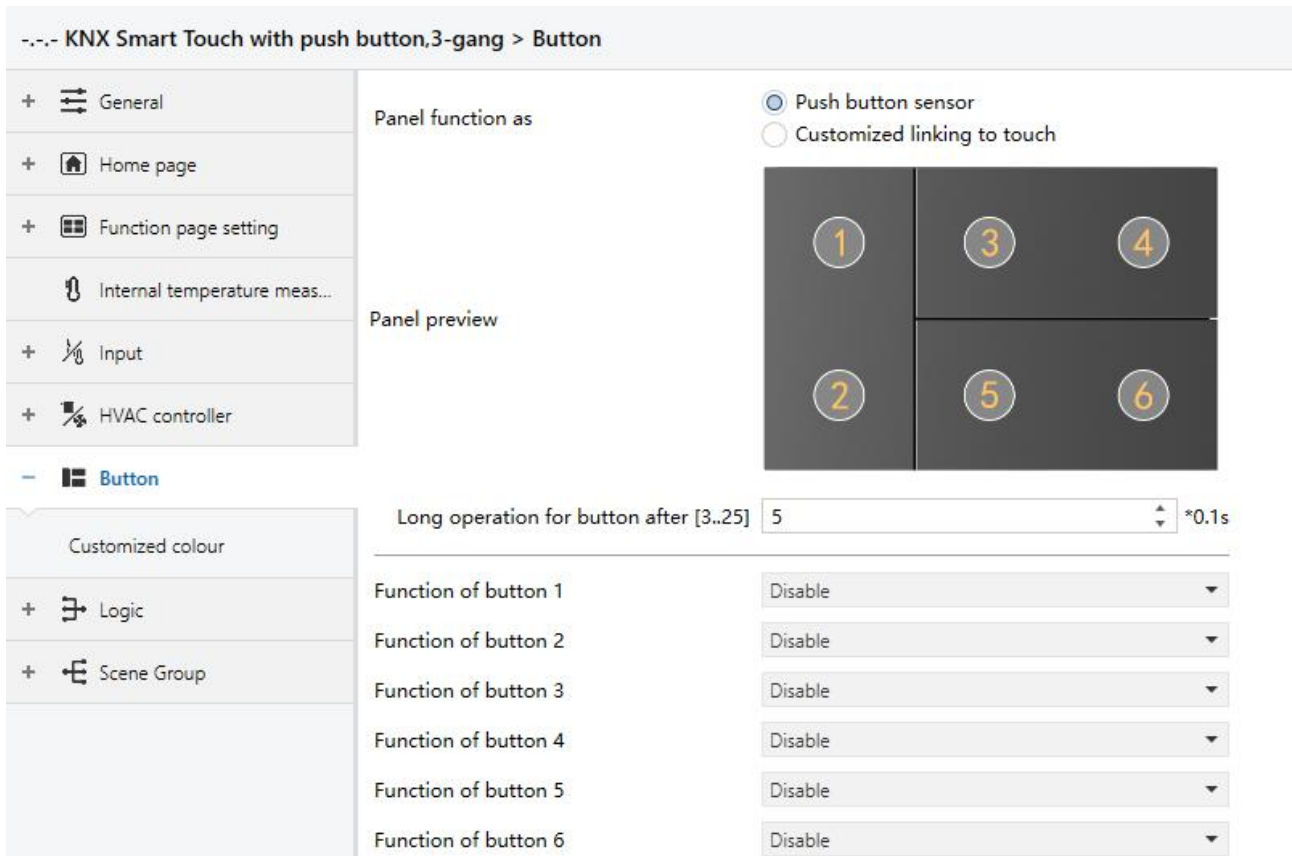 -.-.- KNX Smart Touch with push button,3-gang > Button
+ General
+ Home page
+ Function page setting
Internal temperature meas...
+ Input
+ HVAC controller
– Button
Customized colour
+ Logic
+ Scene Group
Panel function as
Push button sensor
Customized linking to touch
Panel preview
1 3 4
2 5 6
Long operation for button after [3..25] 5 *0.1s
Function of button 1 Disable
Function of button 2 Disable
Function of button 3 Disable
Function of button 4 Disable
Function of button 5 Disable
Function of button 6 Disable